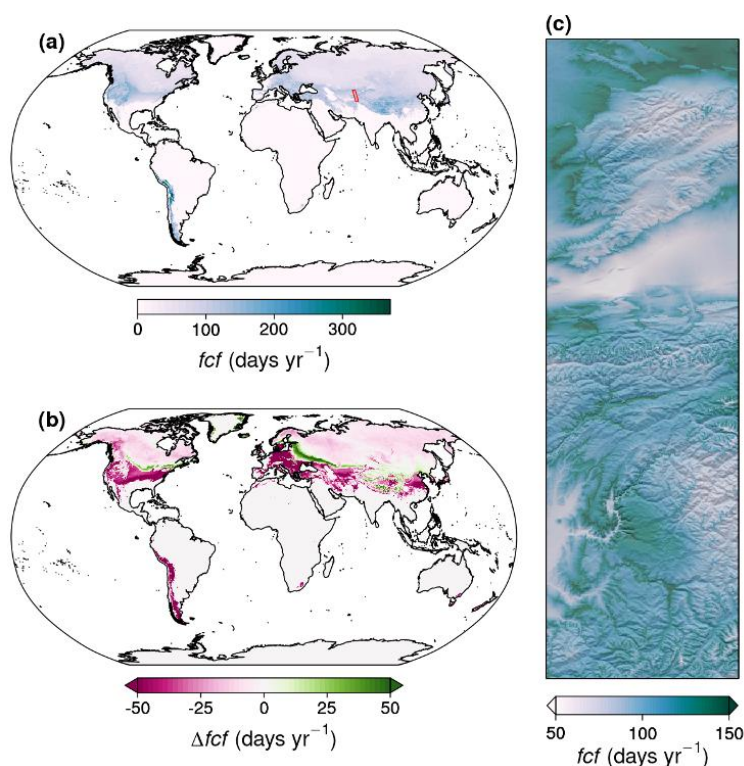 (a)
0 100 200 300
fcf (days yr⁻¹)
(b)
-50 -25 0 25 50
Δfcf (days yr⁻¹)
(c)
50 100 150
fcf (days yr⁻¹)